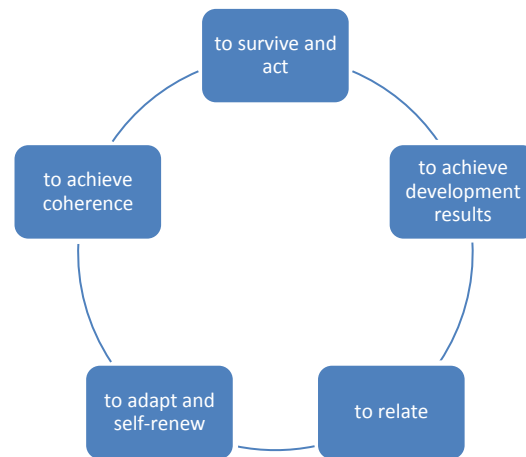 to survive and
act
to achieve
development
results
to relate
to adapt and
self-renew
to achieve
coherence